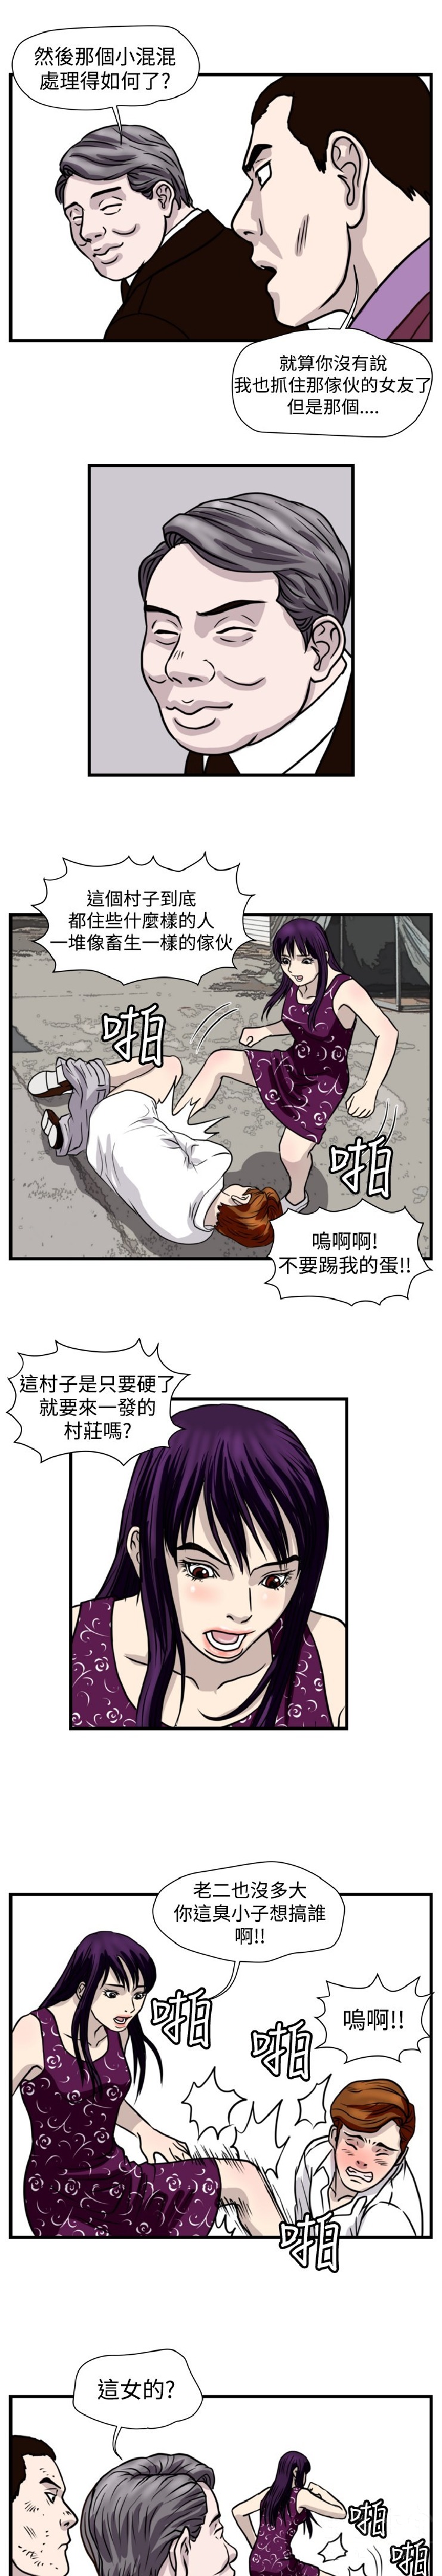 然後那個小混混
處理得如何了?
就算你沒有說
我也抓住那傢伙的女友了
但是那個....
這個村子到底
都住些什麼樣的人
一堆像畜生一樣的傢伙
啪
啪
嗚啊啊!
不要踢我的蛋!!
這村子是只要硬了
就要來一發的
村莊嗎?
老二也沒多大
你這臭小子想搞誰
啊!!
啪
啪
嗚啊!!
啪
這女的?
啪
啪